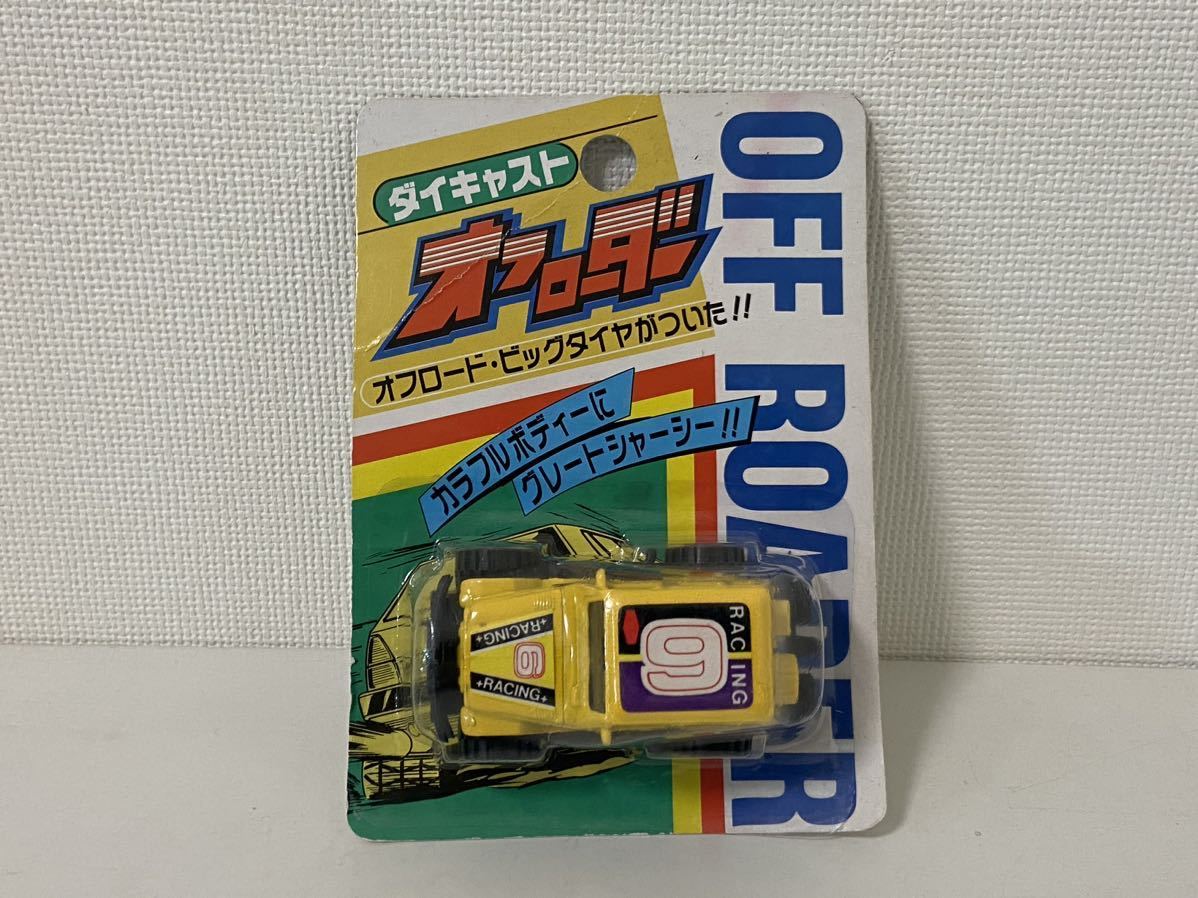 ダイキャスト
オフローダー
オフロード・ビッグタイヤがついた!!
カラフルボディーに
グレートシャーシー!!
OFF ROADER
+RACING+
9
+RACING+
RACING
9